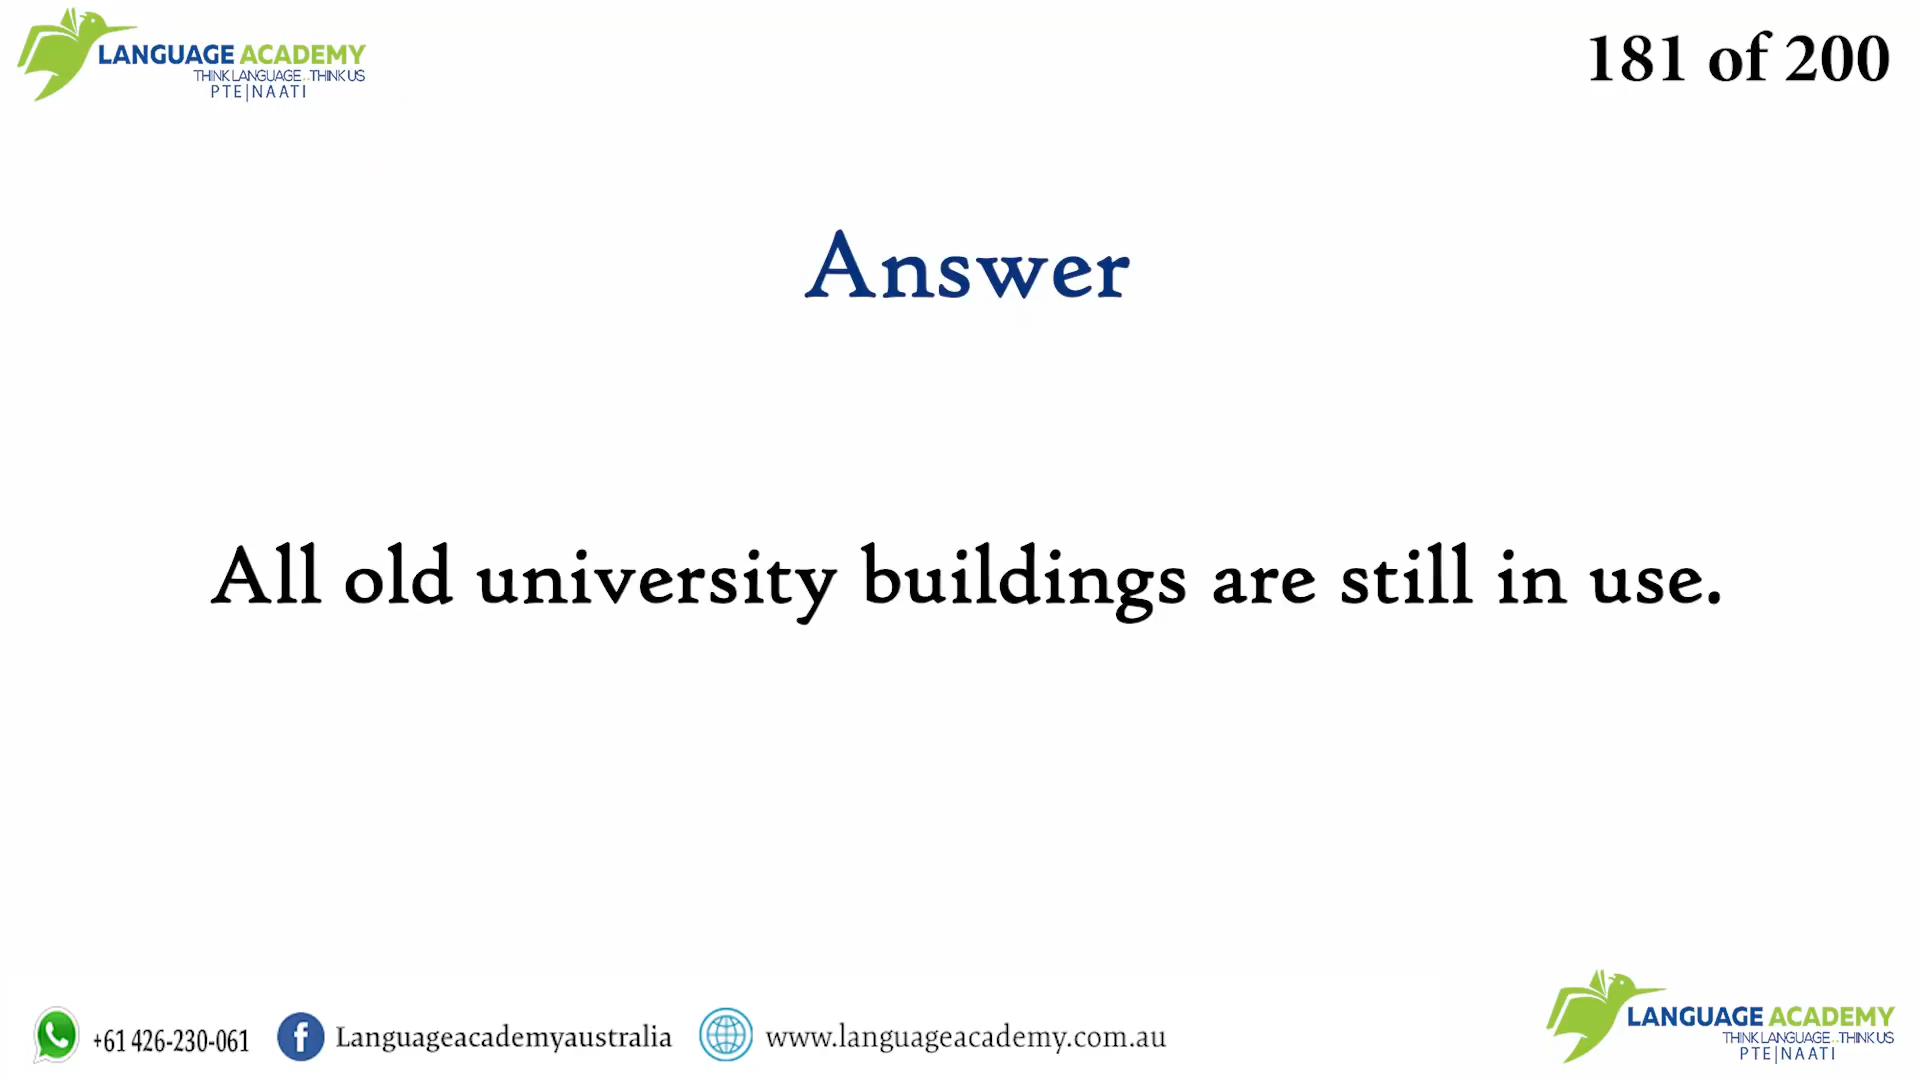 LANGUAGE ACADEMY
THINK LANGUAGE..THINK US
PTE|NAATI
181 of 200
Answer
All old university buildings are still in use.
+61 426-230-061
Languageacademyaustralia
www.languageacademy.com.au
LANGUAGE ACADEMY
THINK LANGUAGE..THINK US
PTE|NAATI